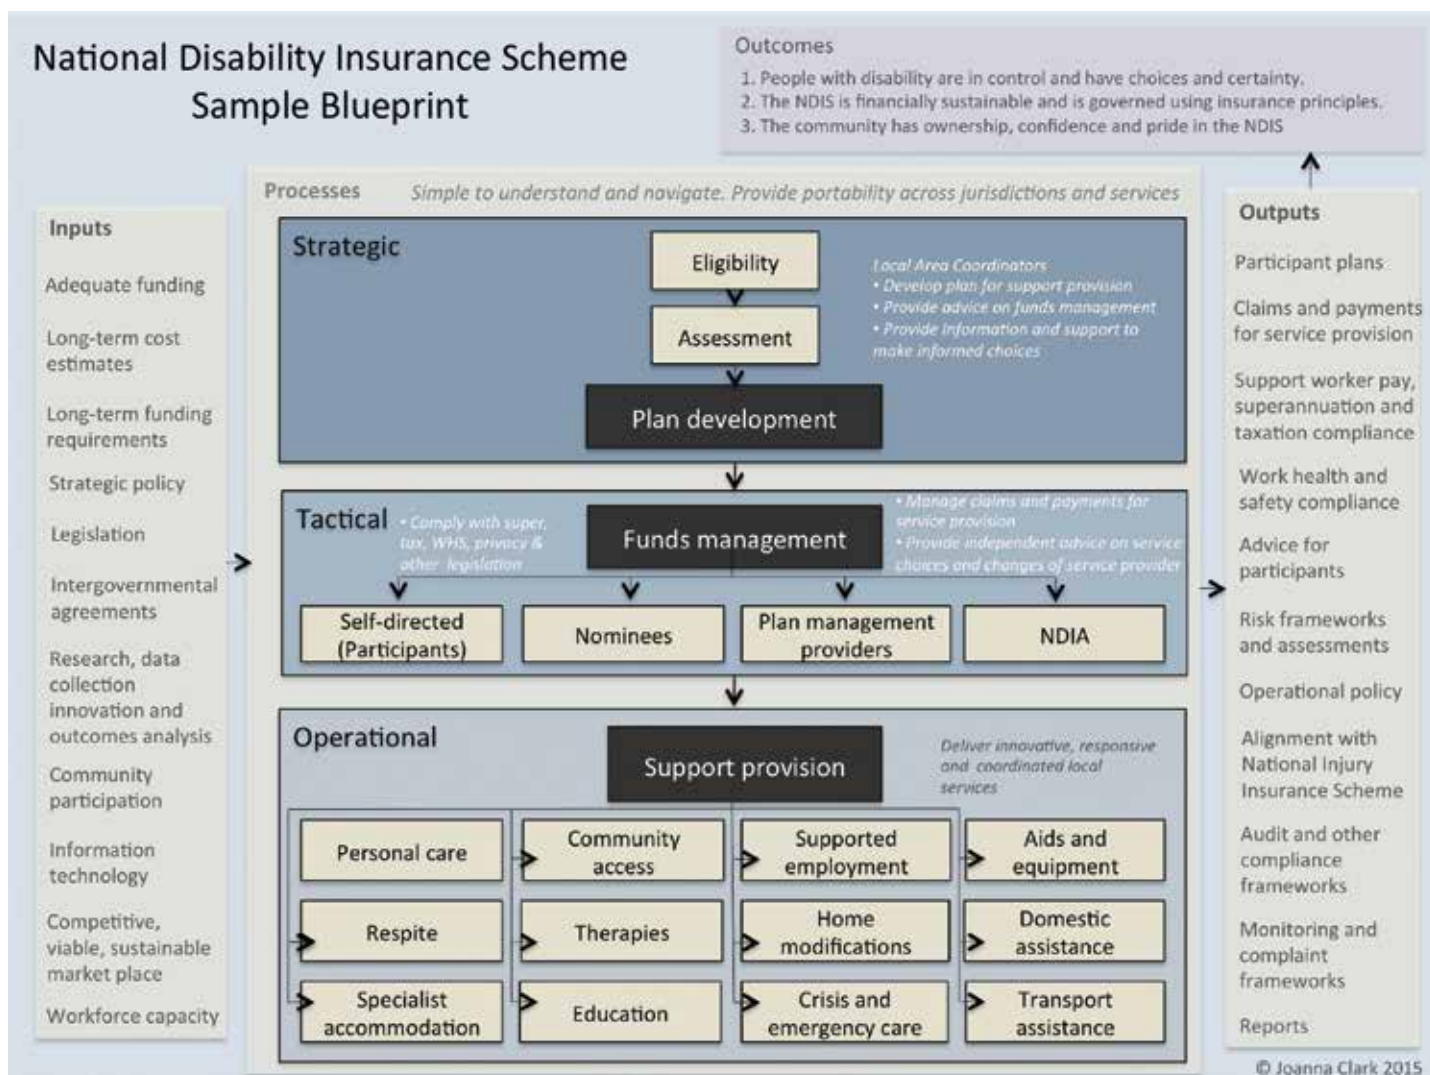 National Disability Insurance Scheme
Sample Blueprint
Outcomes
1. People with disability are in control and have choices and certainty.
2. The NDIS is financially sustainable and is governed using insurance principles.
3. The community has ownership, confidence and pride in the NDIS
Inputs
Adequate funding
Long-term cost
estimates
Long-term funding
requirements
Strategic policy
Legislation
Intergovernmental
agreements
Research, data
collection
innovation and
outcomes analysis
Community
participation
Information
technology
Competitive,
viable, sustainable
market place
Workforce capacity
Processes
Simple to understand and navigate. Provide portability across jurisdictions and services
Strategic
Eligibility
Assessment
Plan development
Local Area Coordinators
• Develop plan for support provision
• Provide advice on funds management
• Provide information and support to
make informed choices
Tactical
• Comply with super,
tax, WHS, privacy &
other legislation
Funds management
• Manage claims and payments for
service provision
• Provide independent advice on service
choices and changes of service provider
Self-directed
(Participants)
Nominees
Plan management
providers
NDIA
Operational
Support provision
Deliver innovative, responsive
and coordinated local
services
Personal care
Community
access
Supported
employment
Aids and
equipment
Respite
Therapies
Home
modifications
Domestic
assistance
Specialist
accommodation
Education
Crisis and
emergency care
Transport
assistance
Outputs
Participant plans
Claims and payments
for service provision
Support worker pay,
superannuation and
taxation compliance
Work health and
safety compliance
Advice for
participants
Risk frameworks
and assessments
Operational policy
Alignment with
National Injury
Insurance Scheme
Audit and other
compliance
frameworks
Monitoring and
complaint
frameworks
Reports
© Joanna Clark 2015